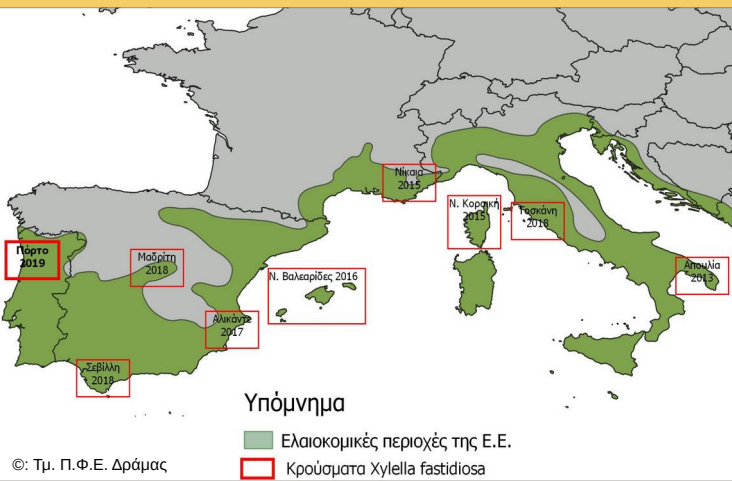 Νίκαια
2015
Ν. Κορσική
2015
Τοσκάνη
2018
Πόρτο
2019
Μαδρίτη
2018
Ν. Βαλεαρίδες 2016
Απουλία
2013
Αλικάντε
2017
Σεβίλλη
2018
Υπόμνημα
Ελαιοκομικές περιοχές της Ε.Ε.
Κρούσματα Xylella fastidiosa
©: Τμ. Π.Φ.Ε. Δράμας